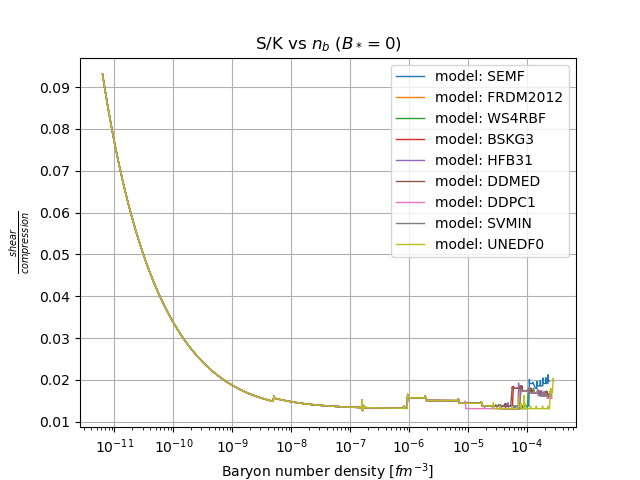 S/K vs n_b (B_* = 0)
model: SEMF
model: FRDM2012
model: WS4RBF
model: BSKG3
model: HFB31
model: DDMED
model: DDPC1
model: SVMIN
model: UNEDF0
0.09
0.08
0.07
0.06
0.05
0.04
0.03
0.02
0.01
shear
compression
10^{-11} 10^{-10} 10^{-9} 10^{-8} 10^{-7} 10^{-6} 10^{-5} 10^{-4}
Baryon number density [fm^{-3}]